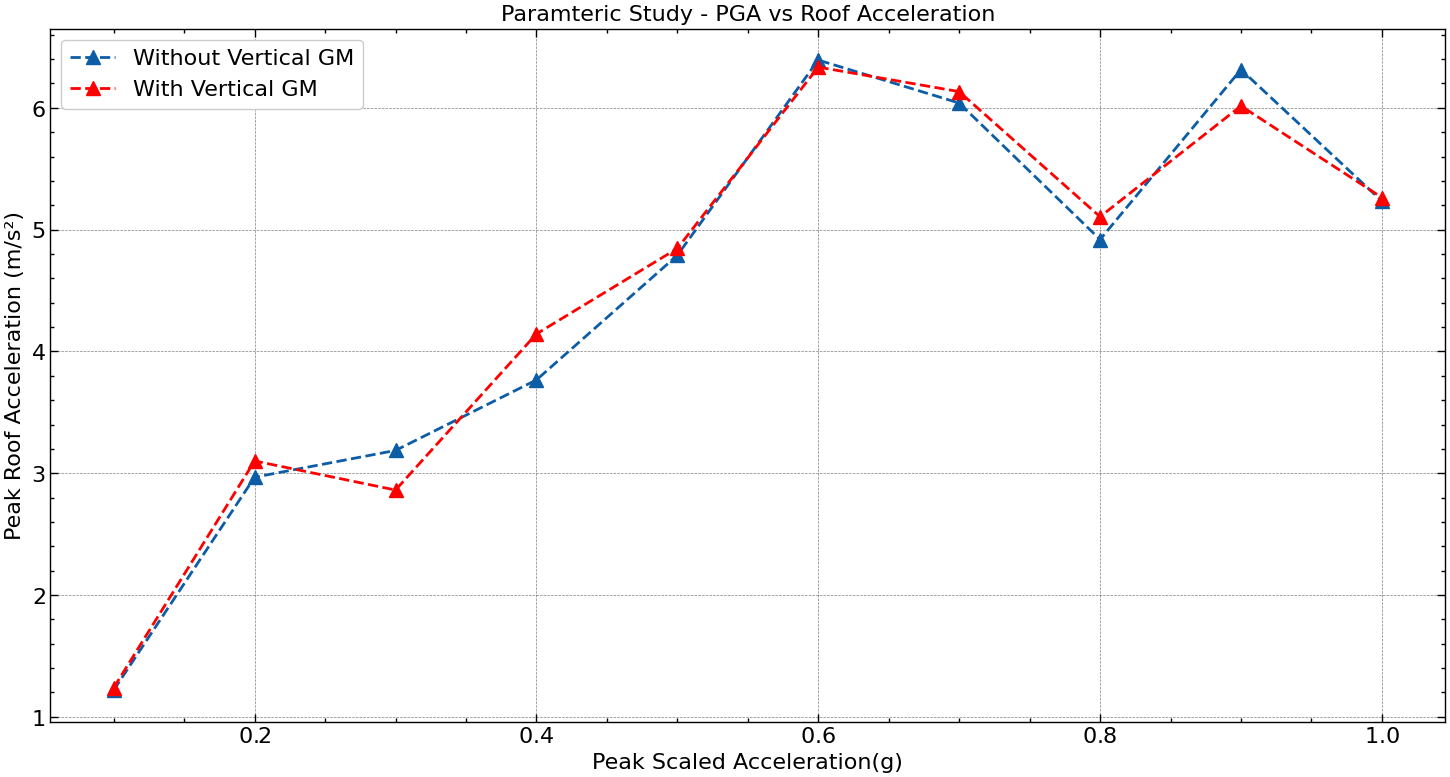 Paramteric Study - PGA vs Roof Acceleration
Without Vertical GM
With Vertical GM
Peak Roof Acceleration (m/s²)
6
5
4
3
2
1
0.2 0.4 0.6 0.8 1.0
Peak Scaled Acceleration(g)